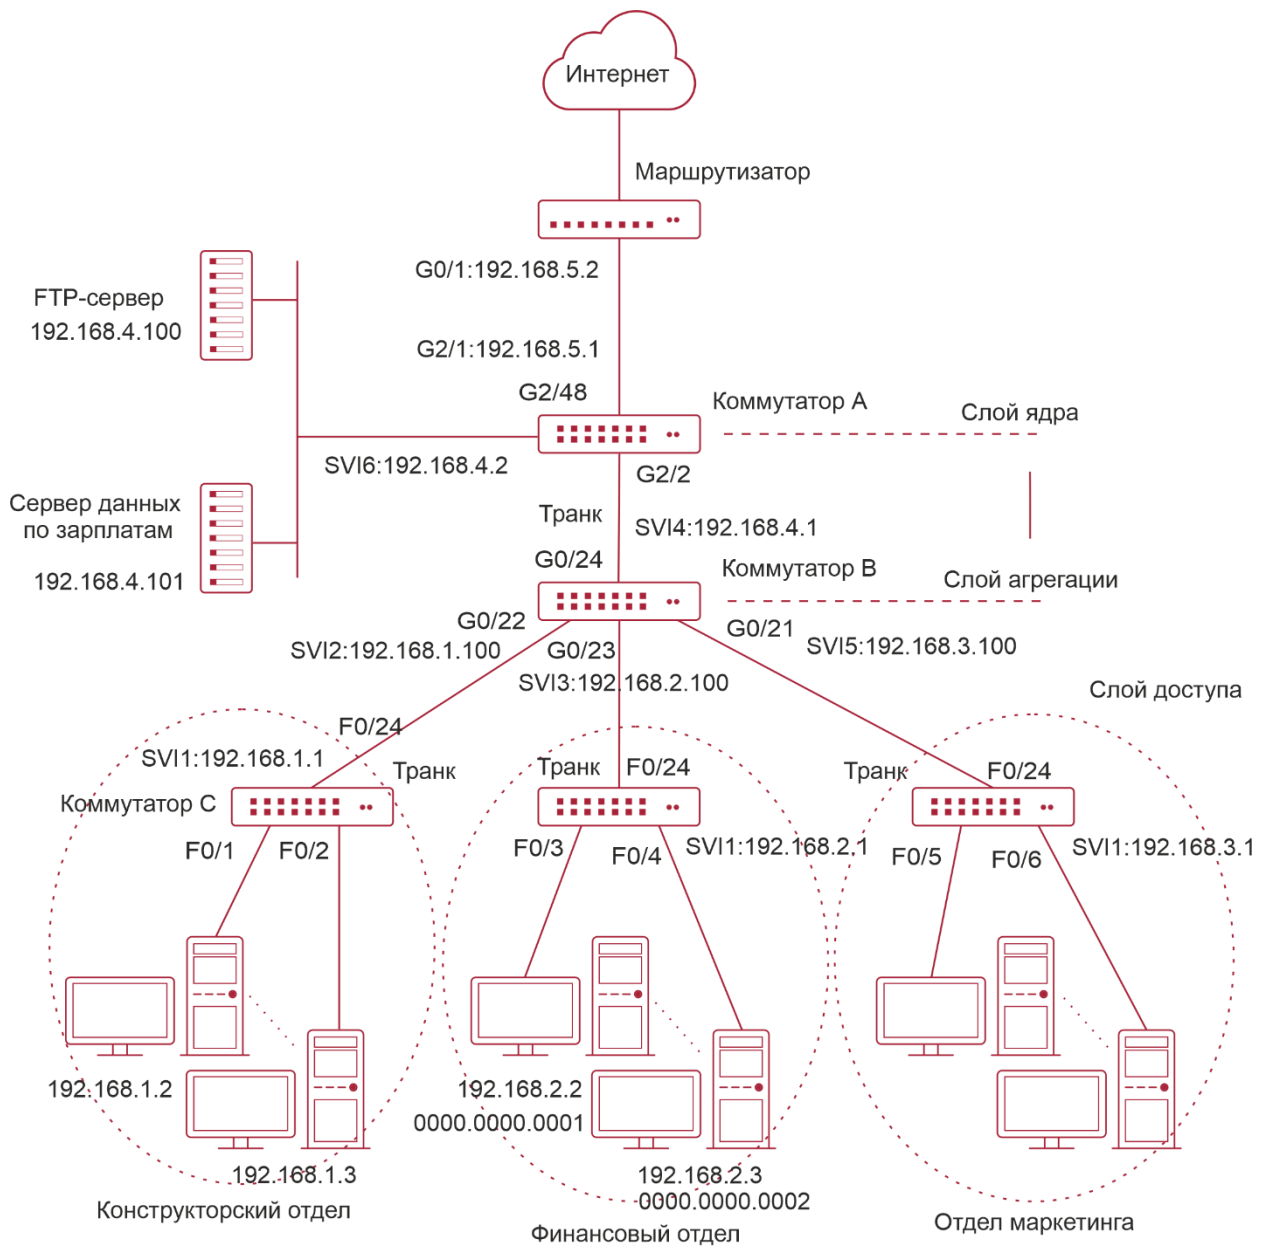 Интернет
Маршрутизатор
G0/1:192.168.5.2
FTP-сервер
192.168.4.100
G2/1:192.168.5.1
G2/48
Коммутатор A
Слой ядра
SVI6:192.168.4.2
G2/2
Сервер данных
по зарплатам
192.168.4.101
Транк
SVI4:192.168.4.1
G0/24
Коммутатор B
Слой агрегации
G0/22
SVI2:192.168.1.100
G0/23
SVI3:192.168.2.100
G0/21
SVI5:192.168.3.100
Слой доступа
F0/24
SVI1:192.168.1.1
Транк
Коммутатор C
F0/1
F0/2
Транк
F0/24
F0/3
F0/4
SVI1:192.168.2.1
Транк
F0/24
F0/5
F0/6
SVI1:192.168.3.1
192.168.1.2
192.168.1.3
Конструкторский отдел
192.168.2.2
0000.0000.0001
192.168.2.3
0000.0000.0002
Финансовый отдел
Отдел маркетинга